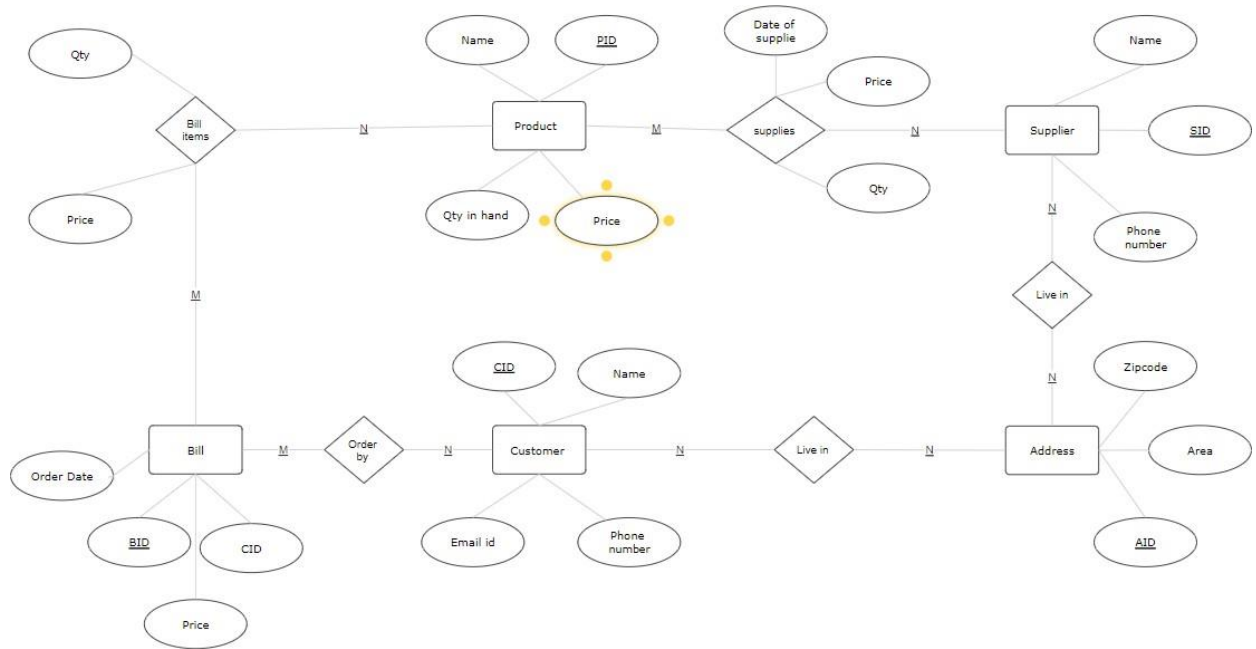 Qty
Name
PID
Date of
supplie
Price
Name
Bill
items
N
Product
M
supplies
N
Supplier
SID
Price
Qty in hand
Price
Qty
N
Phone
number
M
Live in
CID
Name
N
Zipcode
Order Date
Bill
M
Order
by
N
Customer
N
Live in
N
Address
Area
BID
CID
Email id
Phone
number
AID
Price